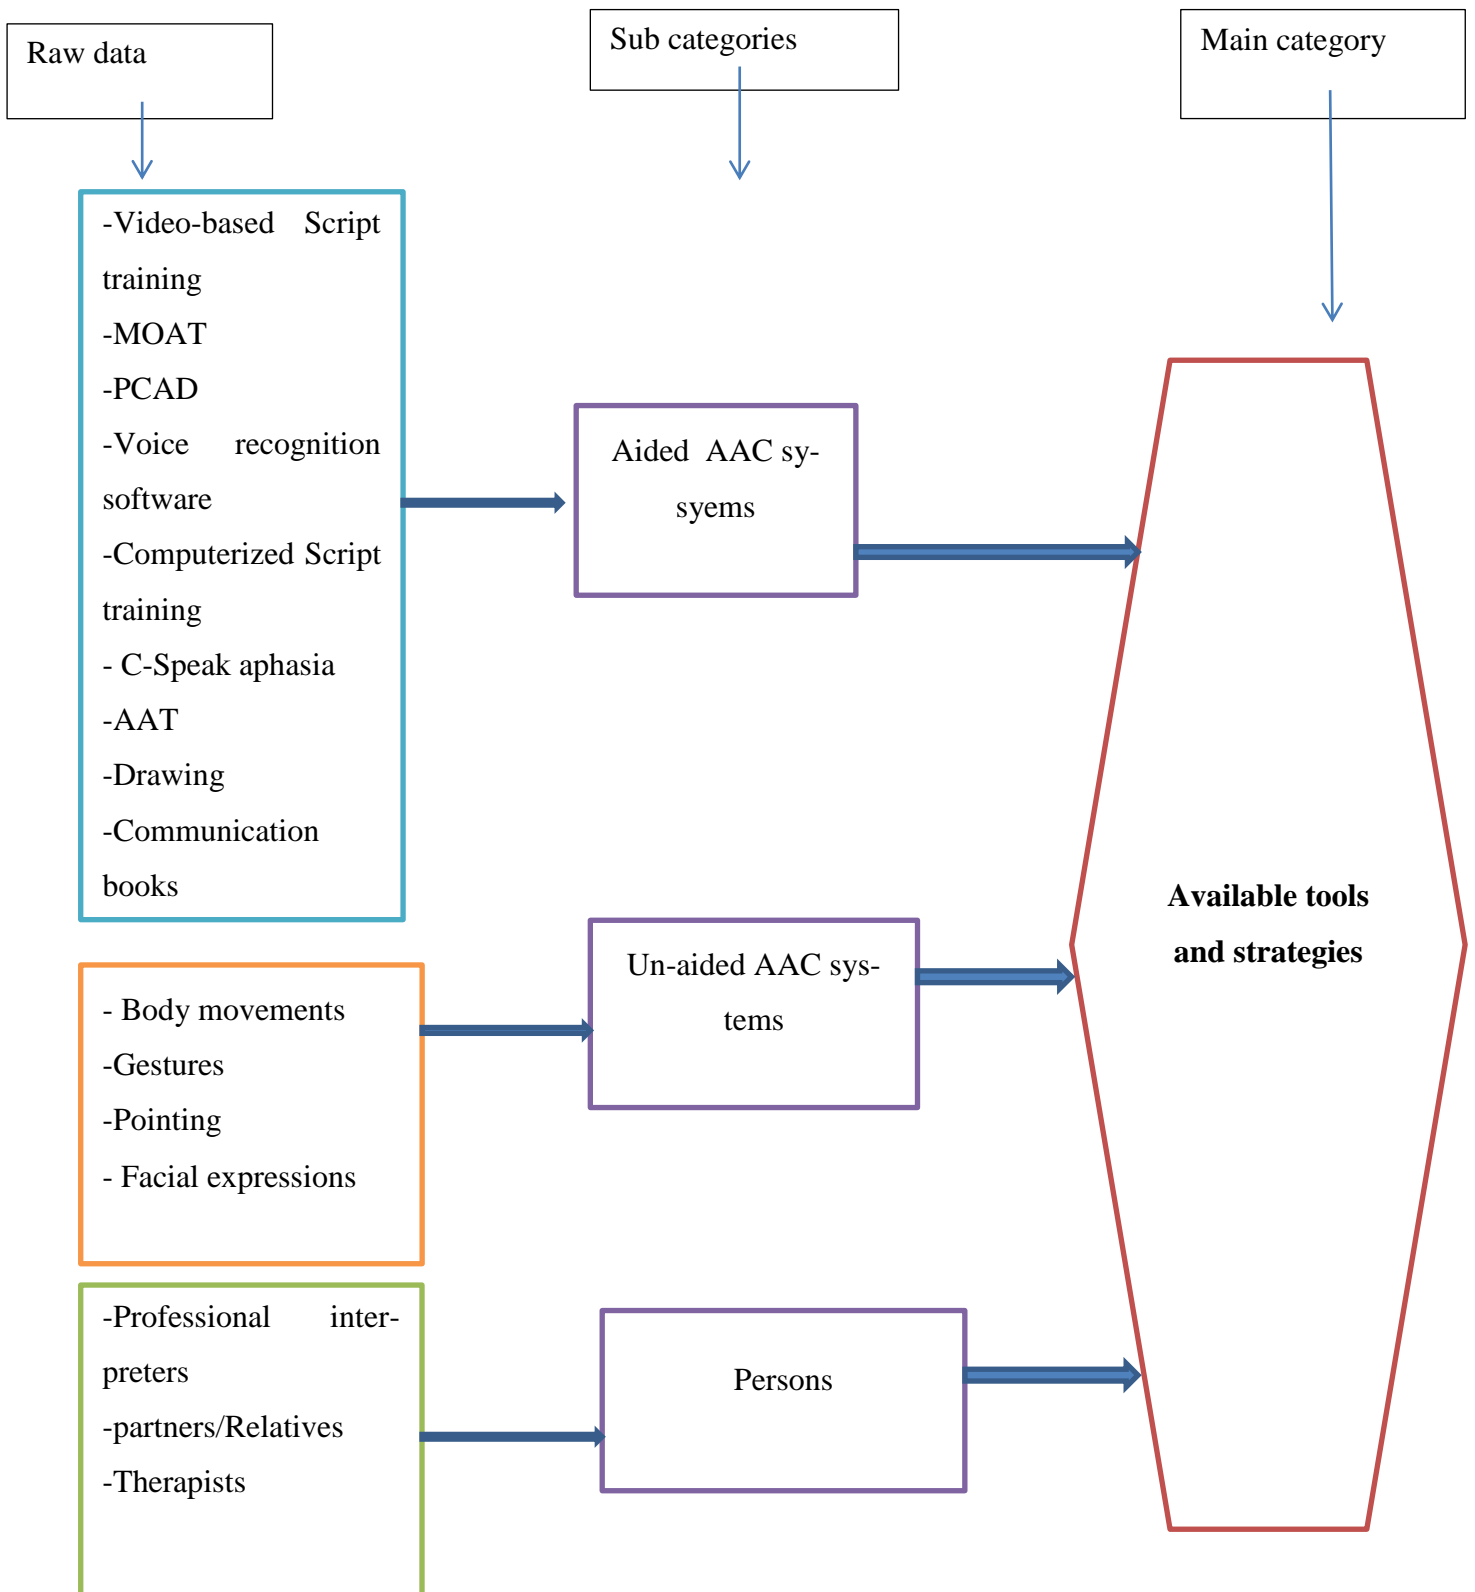 Raw data
Sub categories
Main category
-Video-based Script
training
-MOAT
-PCAD
-Voice recognition
software
-Computerized Script
training
- C-Speak aphasia
-AAT
-Drawing
-Communication
books
Aided AAC sy-
syems
- Body movements
-Gestures
-Pointing
- Facial expressions
Un-aided AAC sys-
tems
-Professional inter-
preters
-partners/Relatives
-Therapists
Persons
Available tools
and strategies